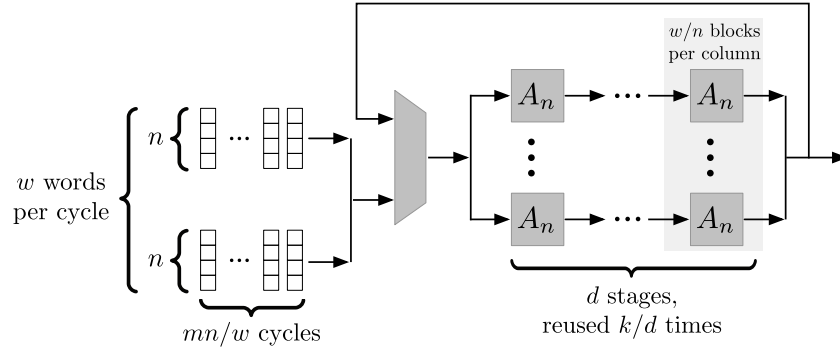 w/n blocks
per column
A_n
...
A_n
n
...
w words
per cycle
n
...
A_n
...
A_n
mn/w cycles
d stages,
reused k/d times